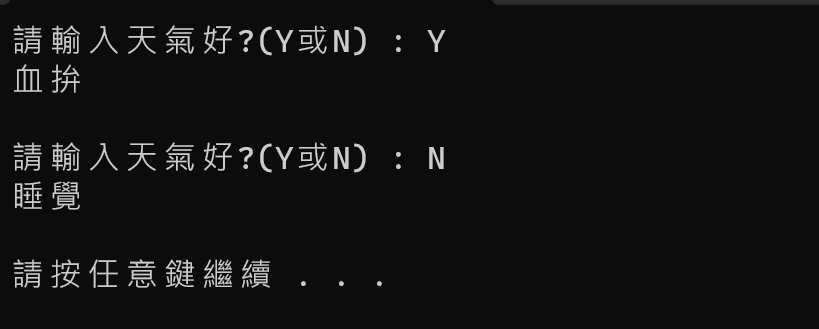 請輸入天氣好?(Y或N) : Y
血拚
請輸入天氣好?(Y或N) : N
睡覺
請按任意鍵繼續 . . .